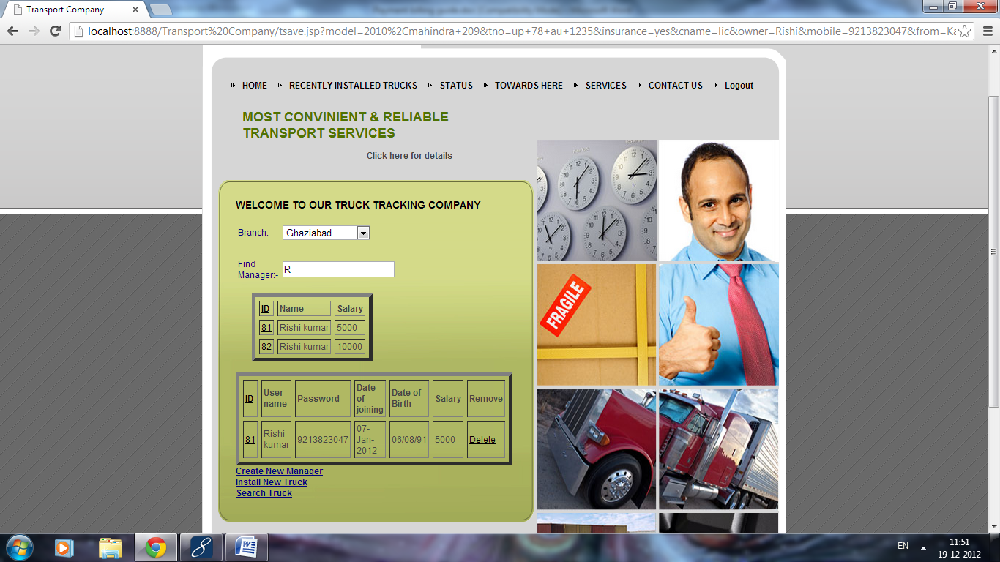 Transport Company
localhost:8888/Transport%20Company/tsave.jsp?model=2010%2Cmahindra+209&tno=up+78+au+1235&insurance=yes&cname=lic&owner=Rishi&mobile=9213823047&from=Ka
HOME RECENTLY INSTALLED TRUCKS STATUS TOWARDS HERE SERVICES CONTACT US Logout
MOST CONVINIENT & RELIABLE
TRANSPORT SERVICES
Click here for details
WELCOME TO OUR TRUCK TRACKING COMPANY
Branch: Ghaziabad
Find
Manager:- R
ID Name Salary
81 Rishi kumar 5000
82 Rishi kumar 10000
ID User name Password Date of joining Date of Birth Salary Remove
81 Rishi kumar 9213823047 07-Jan-2012 06/08/91 5000 Delete
Create New Manager
Install New Truck
Search Truck
FRAGILE
EN 11:51
19-12-2012